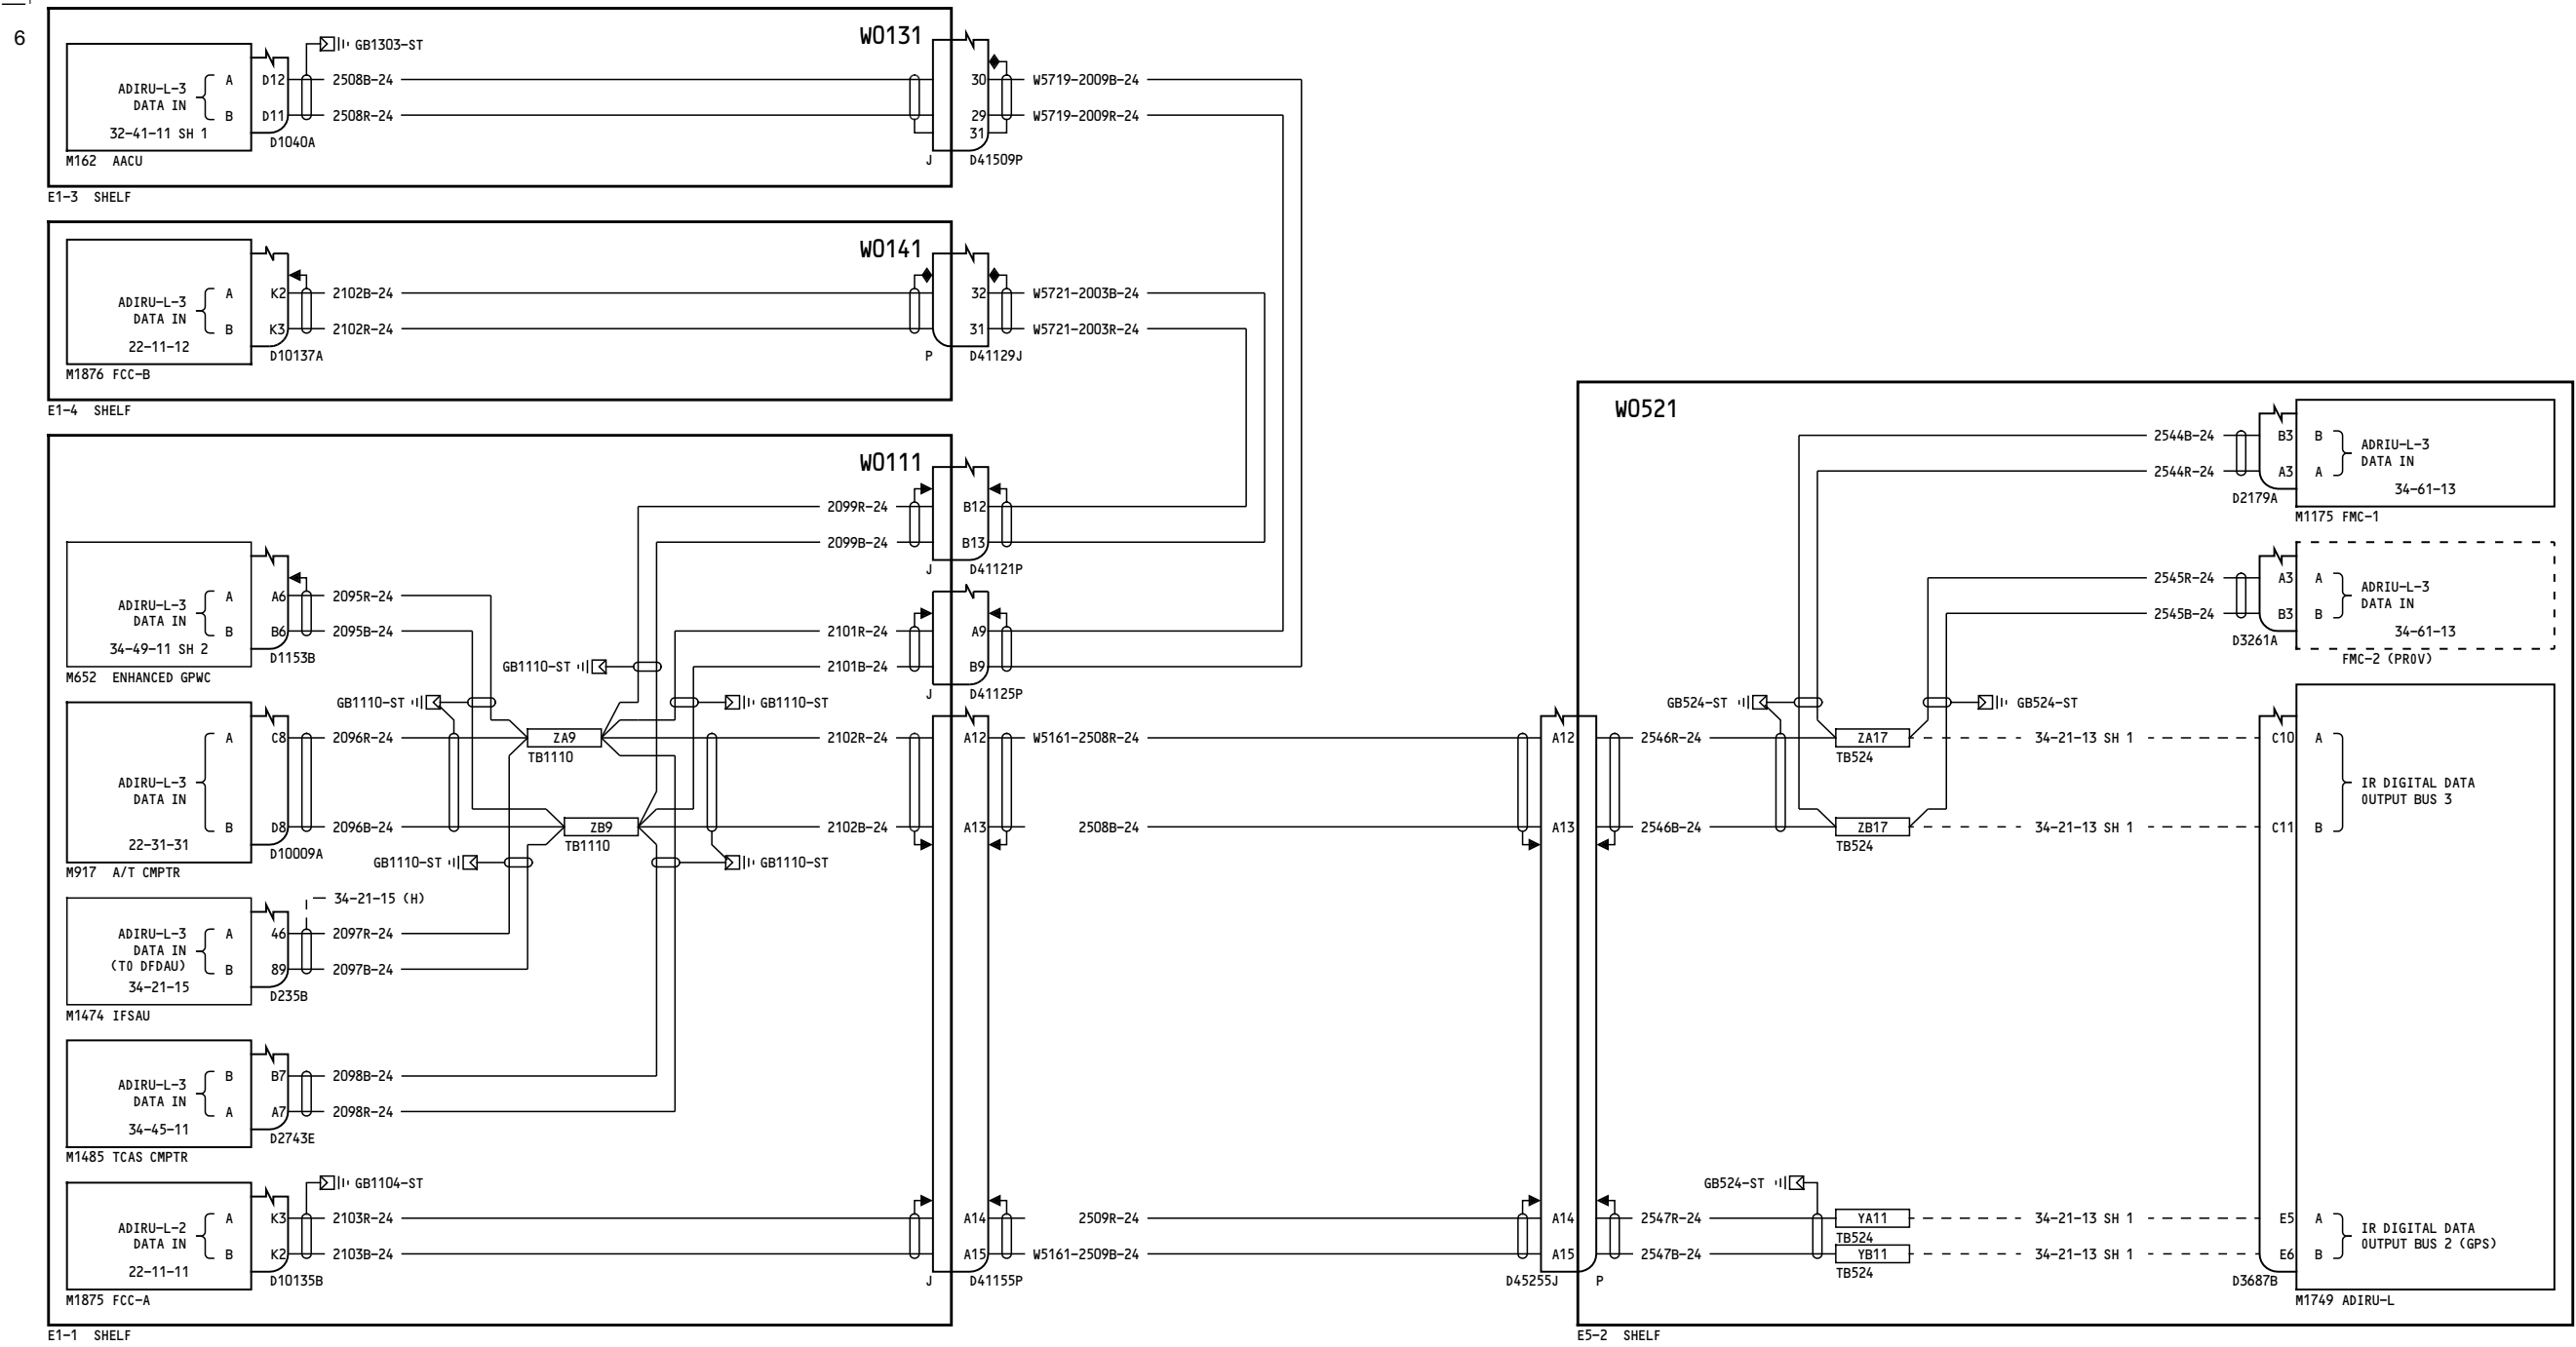 6
W0131
GB1303-ST
ADIRU-L-3
DATA IN
A D12 2508B-24
B D11 2508R-24
32-41-11 SH 1
D1040A
M162 AACU
30 W5719-2009B-24
29 W5719-2009R-24
31
J D41509P
E1-3 SHELF
W0141
ADIRU-L-3
DATA IN
A K2 2102B-24
B K3 2102R-24
22-11-12
D10137A
M1876 FCC-B
32 W5721-2003B-24
31 W5721-2003R-24
P D41129J
E1-4 SHELF
W0111
2099R-24 B12
2099B-24 B13
J D41121P
ADIRU-L-3
DATA IN
A A6 2095R-24
B B6 2095B-24
34-49-11 SH 2
D1153B
M652 ENHANCED GPWC
2101R-24 A9
2101B-24 B9
J D41125P
GB1110-ST
GB1110-ST
GB1110-ST
ADIRU-L-3
DATA IN
A C8 2096R-24
B D8 2096B-24
22-31-31
D10009A
M917 A/T CMPTR
ZA9
TB1110
ZB9
TB1110
GB1110-ST
GB1110-ST
2102R-24 A12 W5161-2508R-24
2102B-24 A13 2508B-24
34-21-15 (H)
ADIRU-L-3
DATA IN
(TO DFDAU)
A 46 2097R-24
B 89 2097B-24
34-21-15
D235B
M1474 IFSAU
ADIRU-L-3
DATA IN
B B7 2098B-24
A A7 2098R-24
34-45-11
D2743E
M1485 TCAS CMPTR
GB1104-ST
ADIRU-L-2
DATA IN
A K3 2103R-24
B K2 2103B-24
22-11-11
D10135B
M1875 FCC-A
A14 2509R-24
A15 W5161-2509B-24
J D41155P
E1-1 SHELF
W0521
2544B-24 B3 B
2544R-24 A3 A
ADRIU-L-3
DATA IN
34-61-13
D2179A
M1175 FMC-1
2545R-24 A3 A
2545B-24 B3 B
ADRIU-L-3
DATA IN
34-61-13
D3261A
FMC-2 (PROV)
GB524-ST
GB524-ST
A12 2546R-24 ZA17 34-21-13 SH 1 C10 A
TB524
IR DIGITAL DATA
OUTPUT BUS 3
A13 2546B-24 ZB17 34-21-13 SH 1 C11 B
TB524
GB524-ST
A14 2547R-24 YA11 34-21-13 SH 1 E5 A
TB524
IR DIGITAL DATA
OUTPUT BUS 2 (GPS)
A15 2547B-24 YB11 34-21-13 SH 1 E6 B
TB524
D45255J P
D3687B
M1749 ADIRU-L
E5-2 SHELF